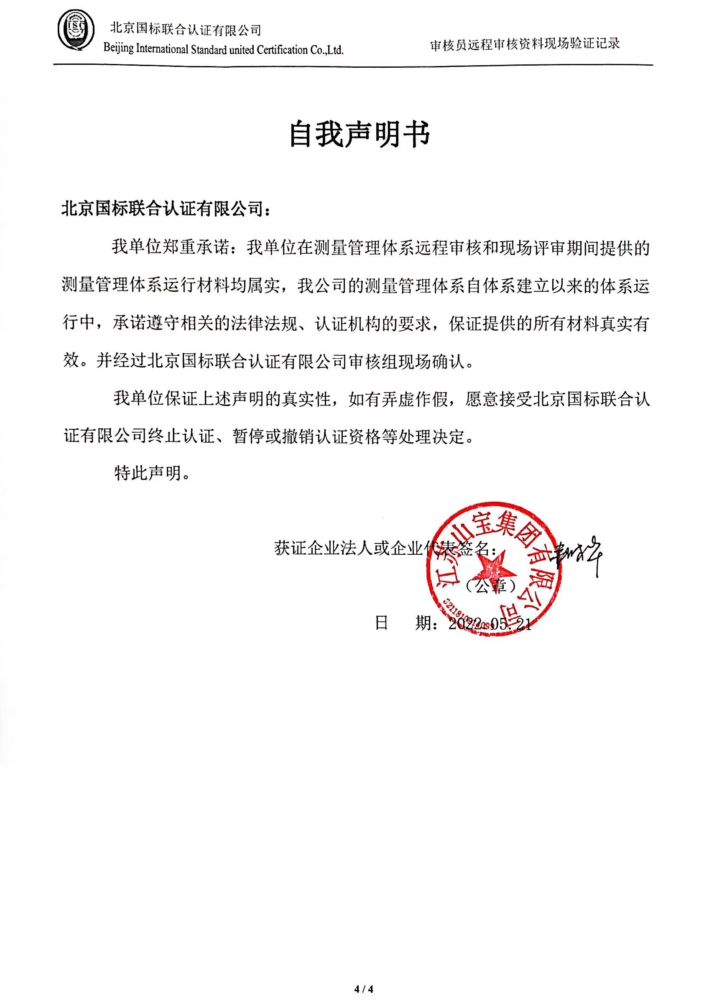 ISC
北京国标联合认证有限公司
Beijing International Standard united Certification Co.,Ltd.
审核员远程审核资料现场验证记录
自我声明书
北京国标联合认证有限公司：
我单位郑重承诺：我单位在测量管理体系远程审核和现场评审期间提供的
测量管理体系运行材料均属实，我公司的测量管理体系自体系建立以来的体系运
行中，承诺遵守相关的法律法规、认证机构的要求，保证提供的所有材料真实有
效。并经过北京国标联合认证有限公司审核组现场确认。
我单位保证上述声明的真实性，如有弄虚作假，愿意接受北京国标联合认
证有限公司终止认证、暂停或撤销认证资格等处理决定。
特此声明。
获证企业法人或企业代表签名：
（公章）
江苏山宝集团有限公司
日 期：2022.05.21
4 / 4